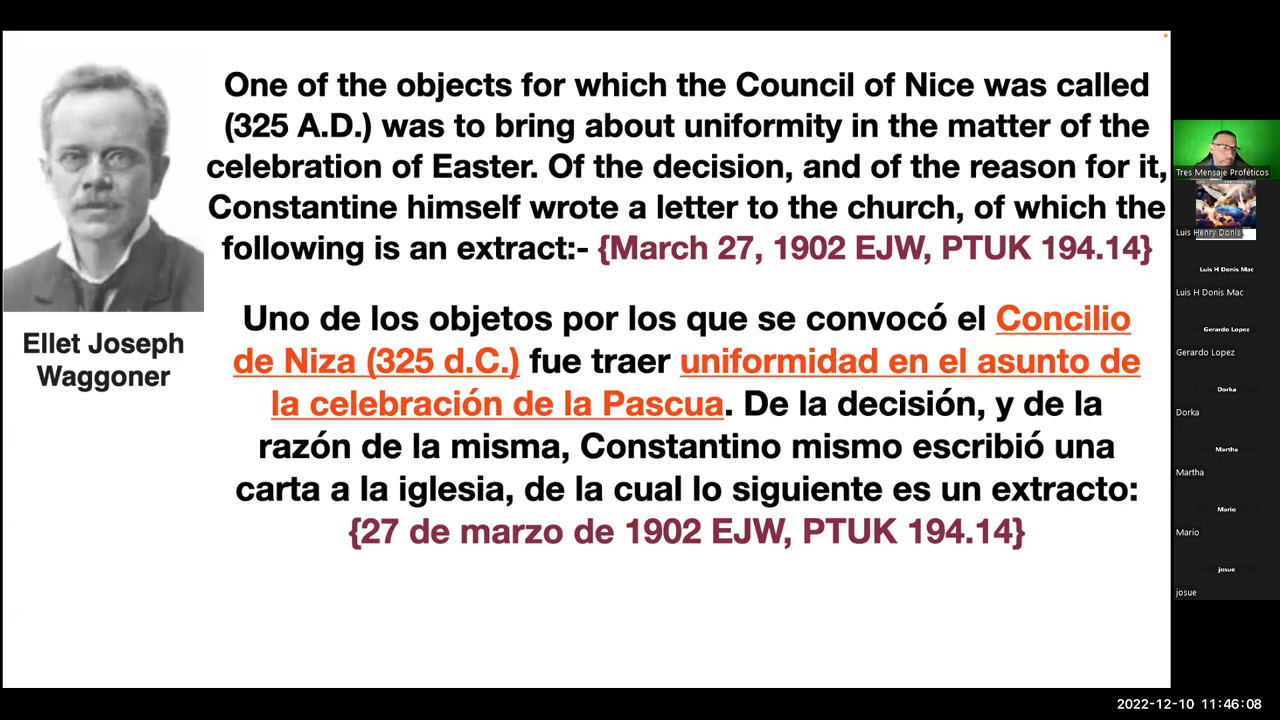 One of the objects for which the Council of Nice was called
(325 A.D.) was to bring about uniformity in the matter of the
celebration of Easter. Of the decision, and of the reason for it,
Constantine himself wrote a letter to the church, of which the
following is an extract:- {March 27, 1902 EJW, PTUK 194.14}
Ellet Joseph
Waggoner
Uno de los objetos por los que se convocó el Concilio
de Niza (325 d.C.) fue traer uniformidad en el asunto de
la celebración de la Pascua. De la decisión, y de la
razón de la misma, Constantino mismo escribió una
carta a la iglesia, de la cual lo siguiente es un extracto:
{27 de marzo de 1902 EJW, PTUK 194.14}
Tres Mensaje Proféticos
Luis Henry Donis
Luis H Donis Mac
Luis H Donis Mac
Gerardo Lopez
Gerardo Lopez
Dorka
Dorka
Martha
Martha
Mario
Mario
josue
josue
2022-12-10 11:46:08